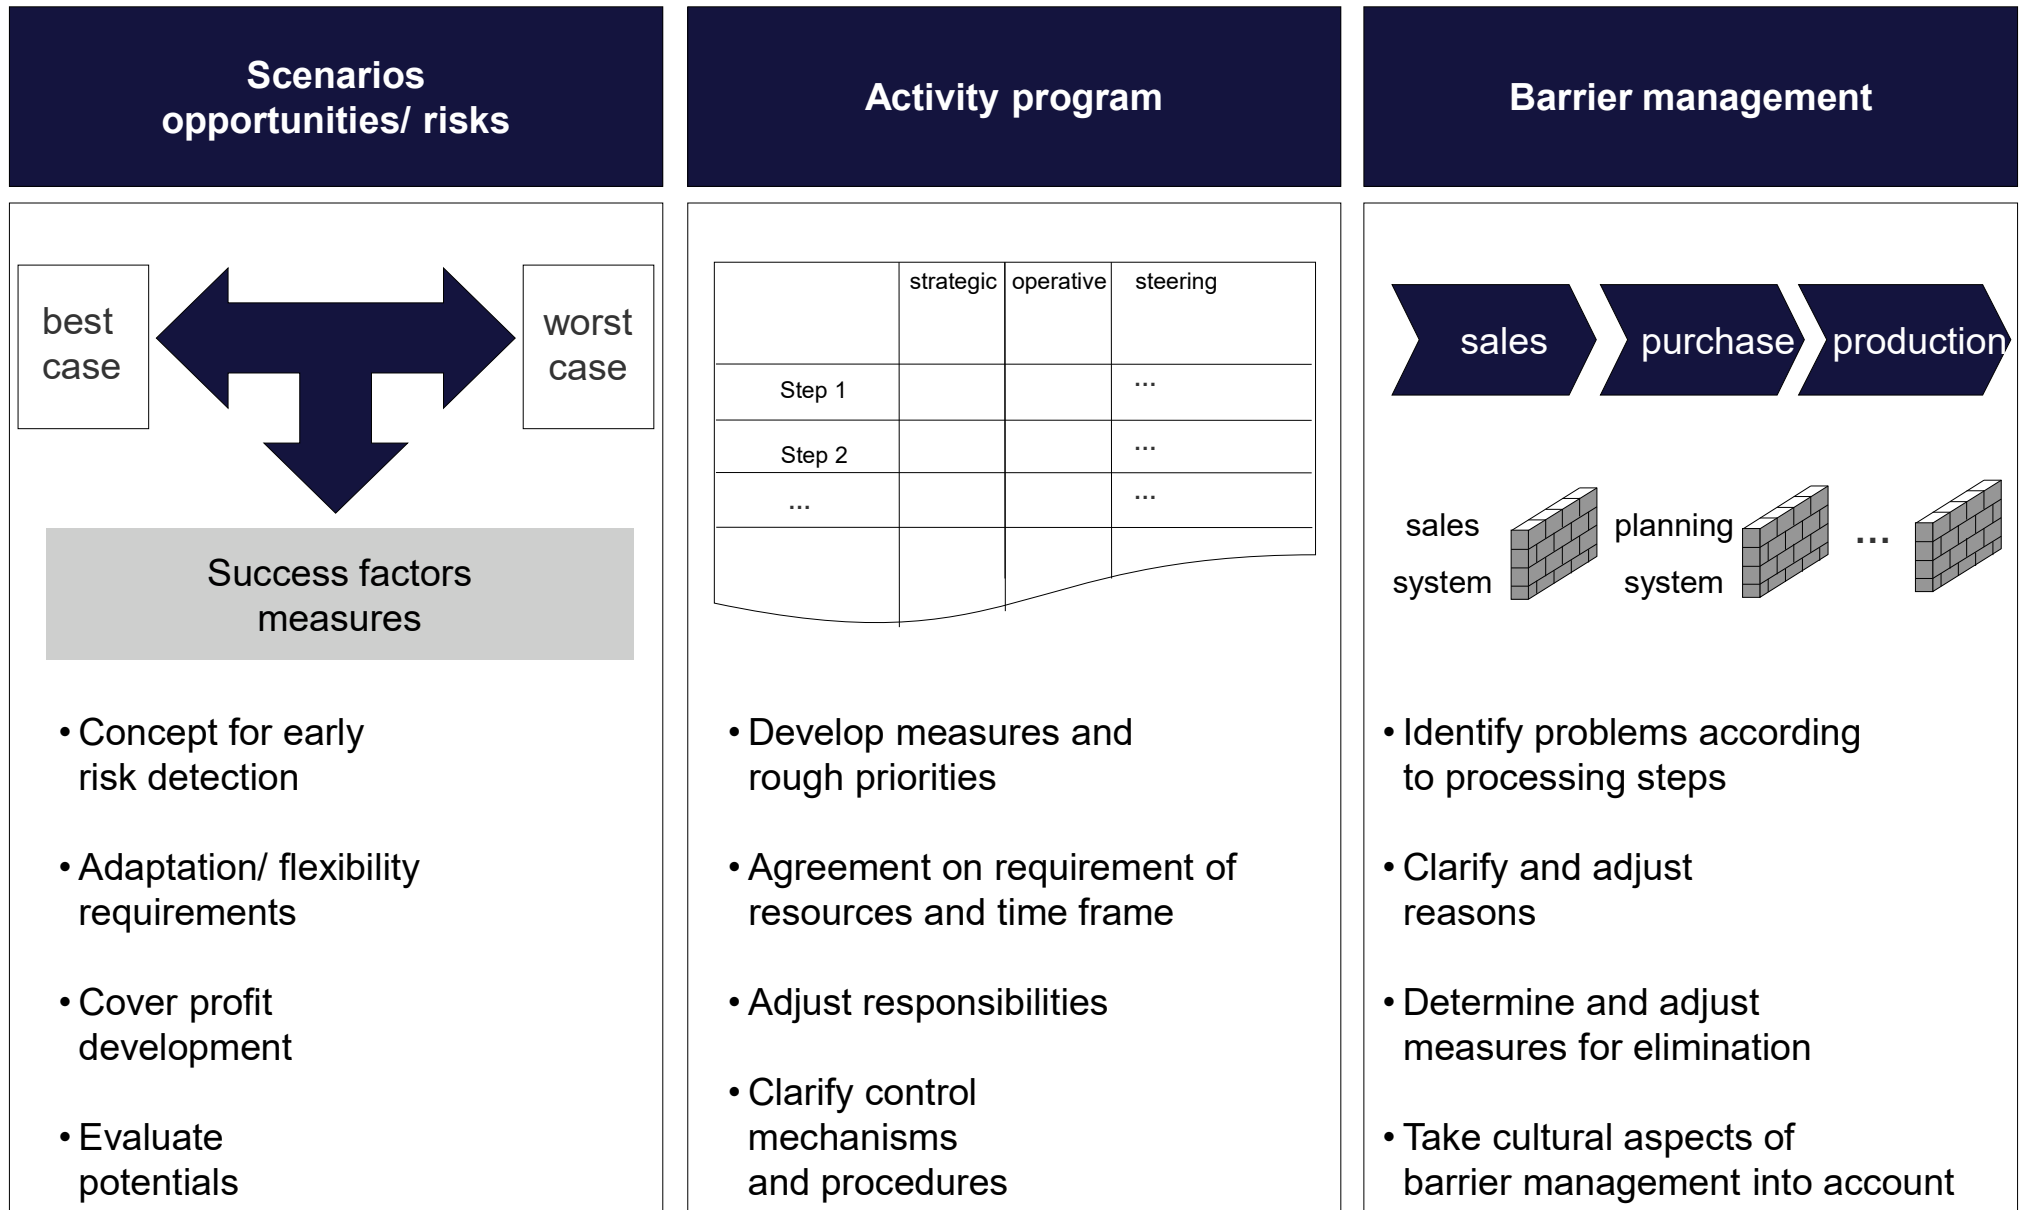 Scenarios
opportunities/ risks
Activity program
Barrier management
best
case
worst
case
Success factors
measures
• Concept for early
risk detection
• Adaptation/ flexibility
requirements
• Cover profit
development
• Evaluate
potentials
strategic operative steering
Step 1 ...
Step 2 ...
... ...
• Develop measures and
rough priorities
• Agreement on requirement of
resources and time frame
• Adjust responsibilities
• Clarify control
mechanisms
and procedures
sales purchase production
sales
system
planning
system
...
• Identify problems according
to processing steps
• Clarify and adjust
reasons
• Determine and adjust
measures for elimination
• Take cultural aspects of
barrier management into account